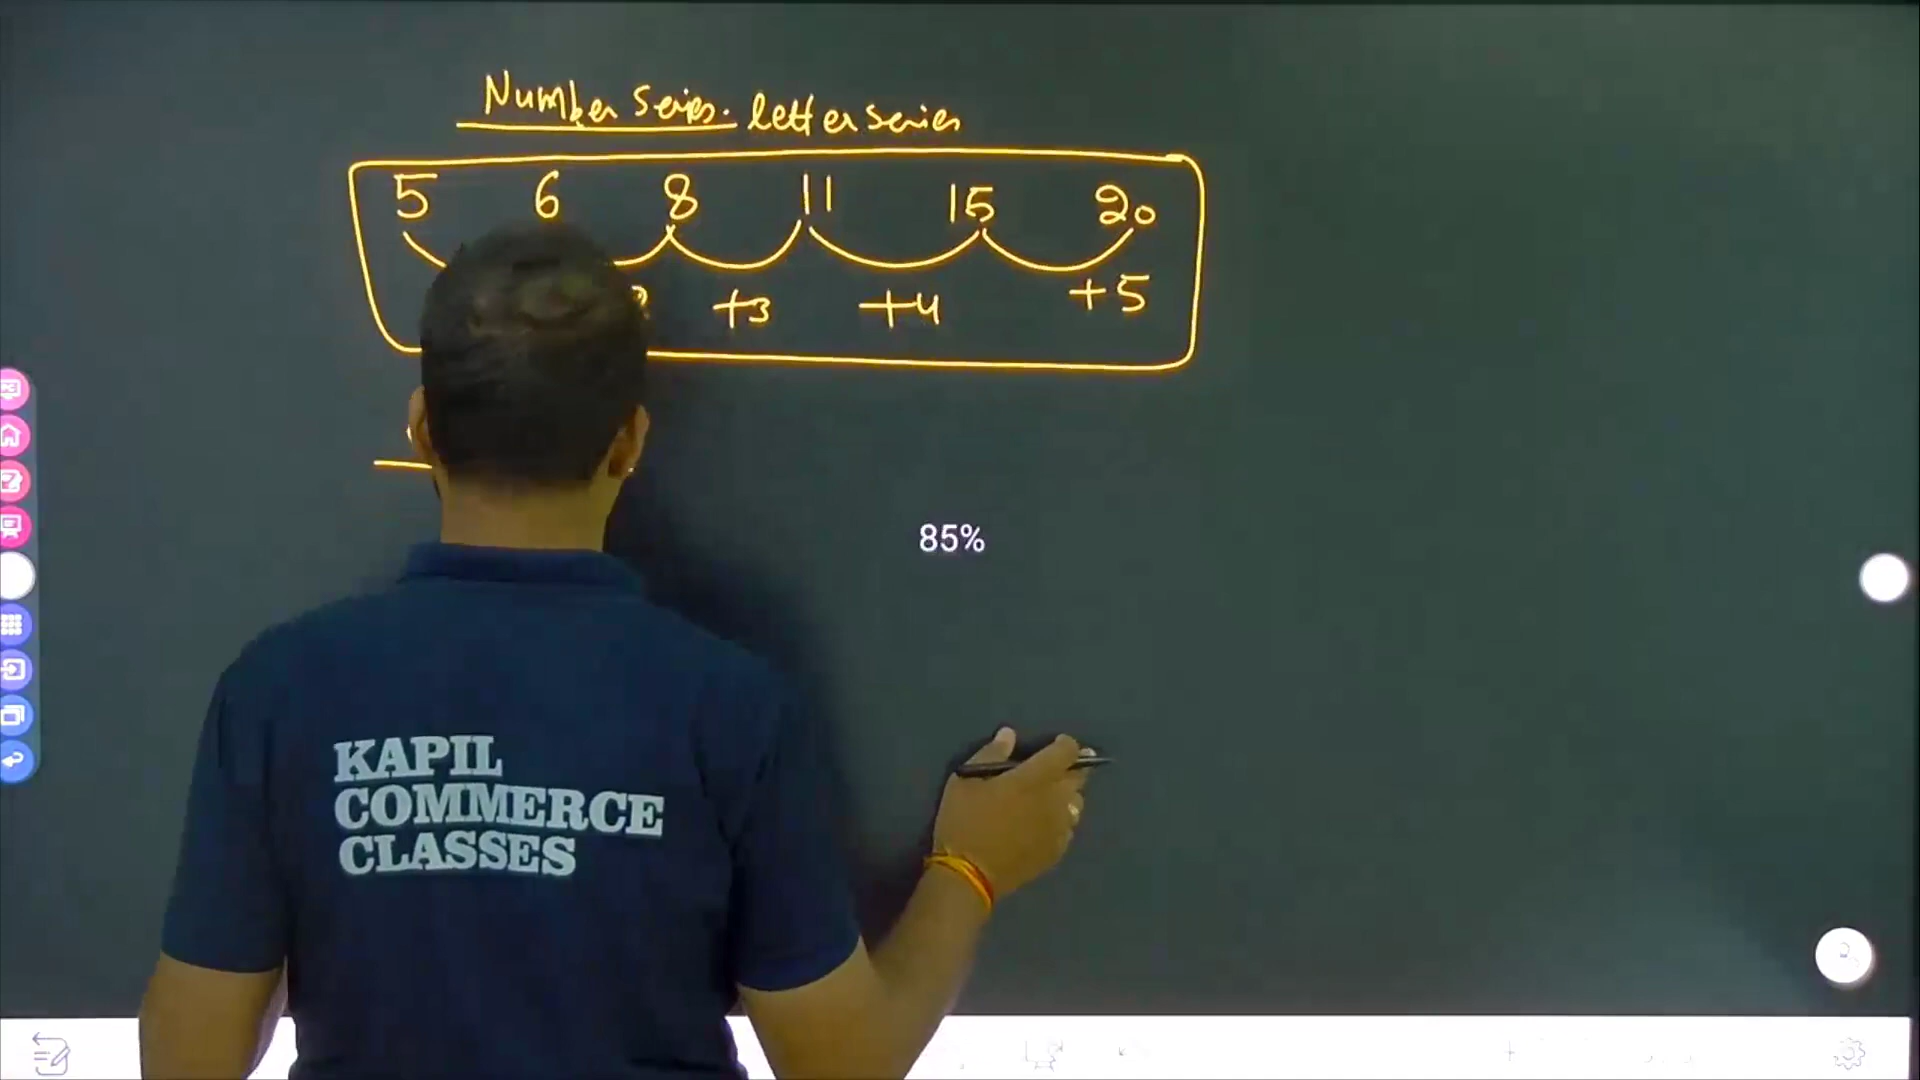 Number Series. letter series
5 6 8 11 15 20
+3 +4 +5
85%
KAPIL
COMMERCE
CLASSES